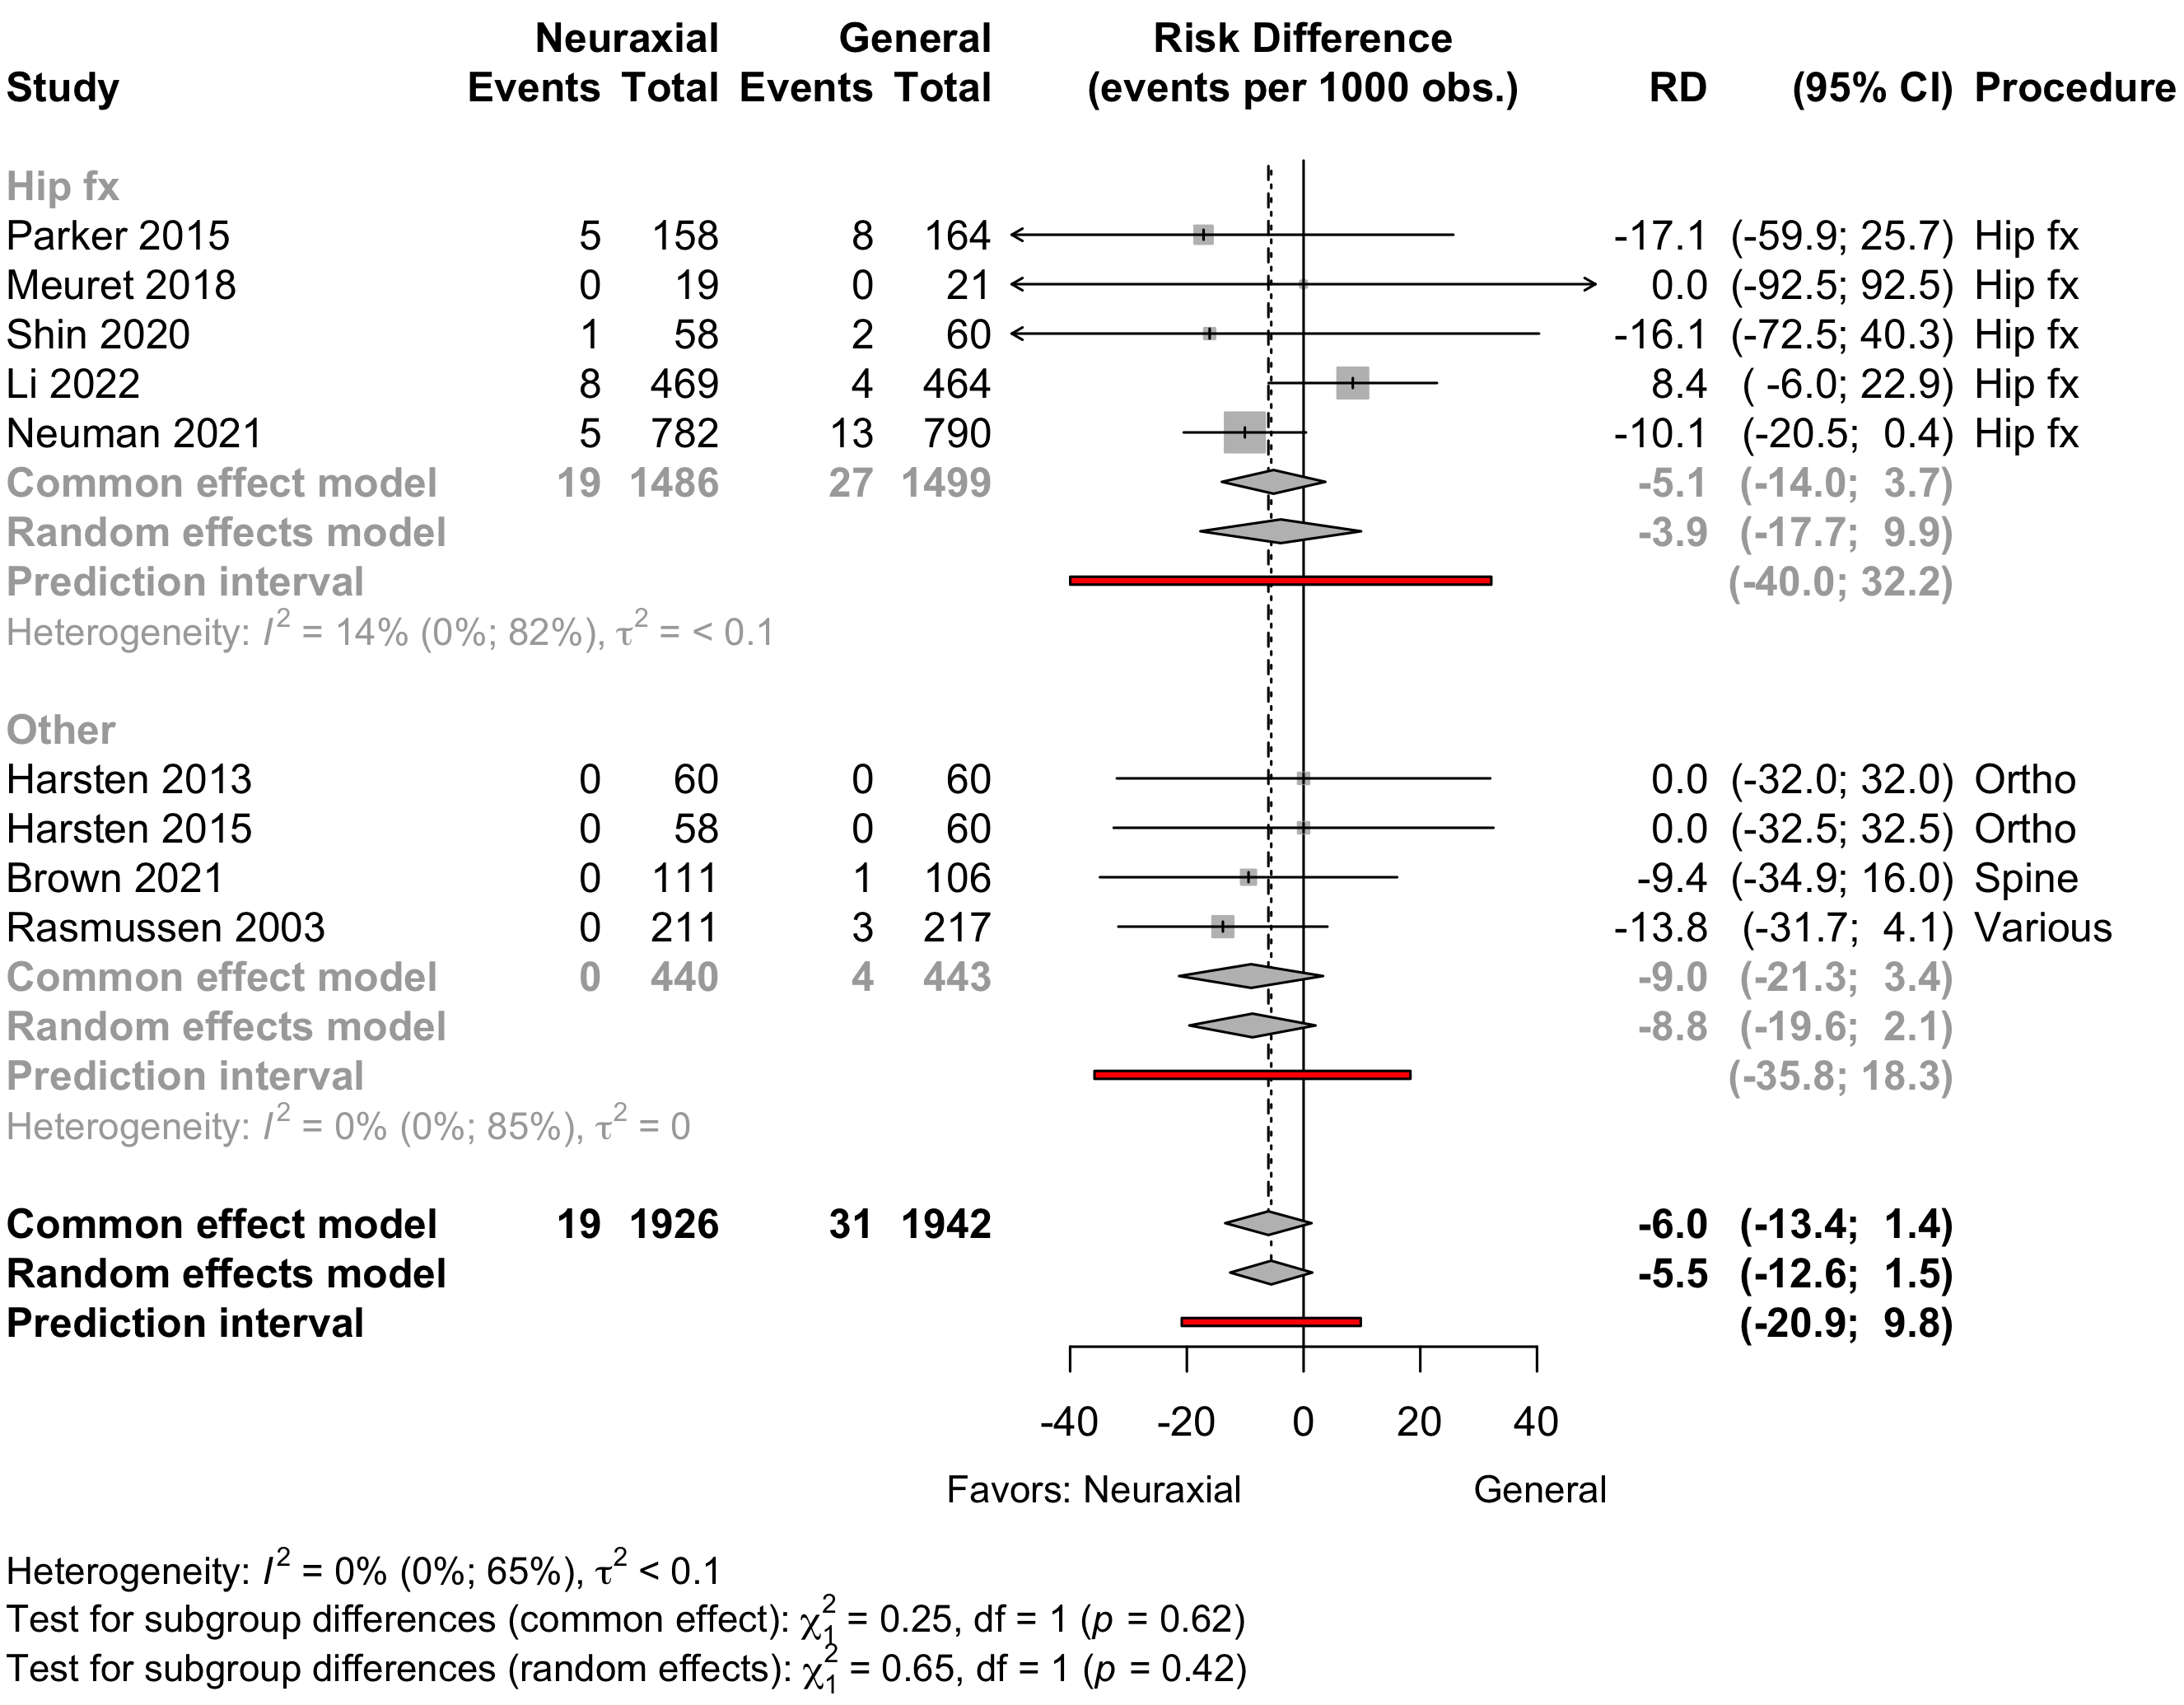 Neuraxial General Risk Difference
Study Events Total Events Total (events per 1000 obs.) RD (95% CI) Procedure
Hip fx
Parker 2015 5 158 8 164 -17.1 (-59.9; 25.7) Hip fx
Meuret 2018 0 19 0 21 0.0 (-92.5; 92.5) Hip fx
Shin 2020 1 58 2 60 -16.1 (-72.5; 40.3) Hip fx
Li 2022 8 469 4 464 8.4 ( -6.0; 22.9) Hip fx
Neuman 2021 5 782 13 790 -10.1 (-20.5; 0.4) Hip fx
Common effect model 19 1486 27 1499 -5.1 (-14.0; 3.7)
Random effects model -3.9 (-17.7; 9.9)
Prediction interval (-40.0; 32.2)
Heterogeneity: I² = 14% (0%; 82%), τ² = < 0.1
Other
Harsten 2013 0 60 0 60 0.0 (-32.0; 32.0) Ortho
Harsten 2015 0 58 0 60 0.0 (-32.5; 32.5) Ortho
Brown 2021 0 111 1 106 -9.4 (-34.9; 16.0) Spine
Rasmussen 2003 0 211 3 217 -13.8 (-31.7; 4.1) Various
Common effect model 0 440 4 443 -9.0 (-21.3; 3.4)
Random effects model -8.8 (-19.6; 2.1)
Prediction interval (-35.8; 18.3)
Heterogeneity: I² = 0% (0%; 85%), τ² = 0
Common effect model 19 1926 31 1942 -6.0 (-13.4; 1.4)
Random effects model -5.5 (-12.6; 1.5)
Prediction interval (-20.9; 9.8)
-40 -20 0 20 40
Favors: Neuraxial General
Heterogeneity: I² = 0% (0%; 65%), τ² < 0.1
Test for subgroup differences (common effect): χ₁² = 0.25, df = 1 (p = 0.62)
Test for subgroup differences (random effects): χ₁² = 0.65, df = 1 (p = 0.42)